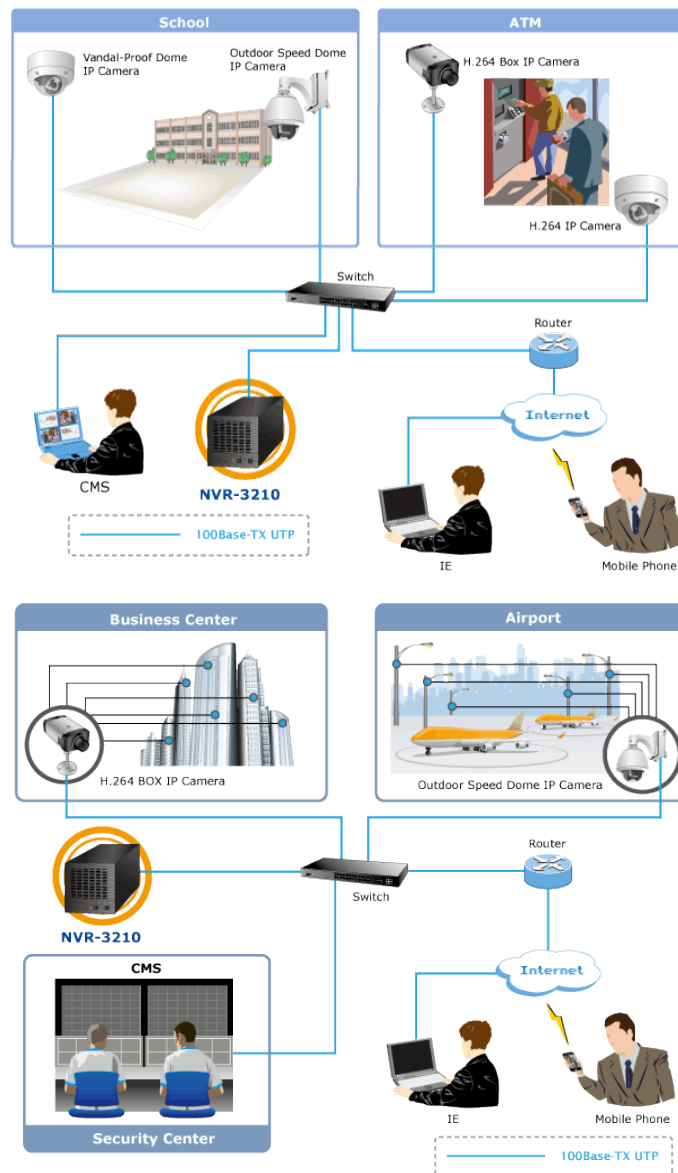 School
Vandal-Proof Dome
IP Camera
Outdoor Speed Dome
IP Camera
ATM
H.264 Box IP Camera
H.264 IP Camera
Switch
Router
Internet
CMS
NVR-3210
IE
Mobile Phone
100Base-TX UTP
Business Center
H.264 BOX IP Camera
Airport
Outdoor Speed Dome IP Camera
Router
Switch
NVR-3210
Internet
CMS
Security Center
IE
Mobile Phone
100Base-TX UTP